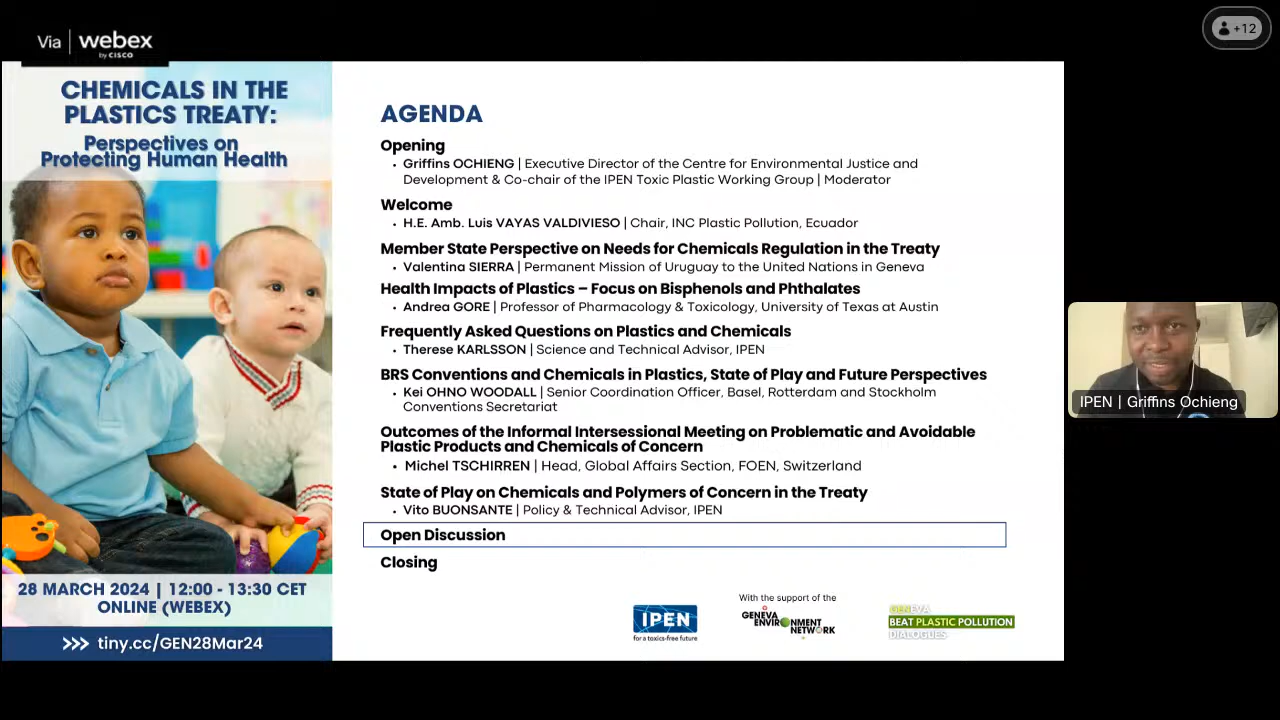 Via | webex
by CISCO
+12
CHEMICALS IN THE
PLASTICS TREATY:
Perspectives on
Protecting Human Health
28 MARCH 2024 | 12:00 - 13:30 CET
ONLINE (WEBEX)
>>> tiny.cc/GEN28Mar24
AGENDA
Opening
• Griffins OCHIENG | Executive Director of the Centre for Environmental Justice and
Development & Co-chair of the IPEN Toxic Plastic Working Group | Moderator
Welcome
• H.E. Amb. Luis VAYAS VALDIVIESO | Chair, INC Plastic Pollution, Ecuador
Member State Perspective on Needs for Chemicals Regulation in the Treaty
• Valentina SIERRA | Permanent Mission of Uruguay to the United Nations in Geneva
Health Impacts of Plastics – Focus on Bisphenols and Phthalates
• Andrea GORE | Professor of Pharmacology & Toxicology, University of Texas at Austin
Frequently Asked Questions on Plastics and Chemicals
• Therese KARLSSON | Science and Technical Advisor, IPEN
BRS Conventions and Chemicals in Plastics, State of Play and Future Perspectives
• Kei OHNO WOODALL | Senior Coordination Officer, Basel, Rotterdam and Stockholm
Conventions Secretariat
Outcomes of the Informal Intersessional Meeting on Problematic and Avoidable
Plastic Products and Chemicals of Concern
• Michel TSCHIRREN | Head, Global Affairs Section, FOEN, Switzerland
State of Play on Chemicals and Polymers of Concern in the Treaty
• Vito BUONSANTE | Policy & Technical Advisor, IPEN
Open Discussion
Closing
IPEN
for a toxics-free future
With the support of the
GENEVA
ENVIRONMENT
NETWORK
GENEVA
BEAT PLASTIC POLLUTION
DIALOGUES
IPEN | Griffins Ochieng